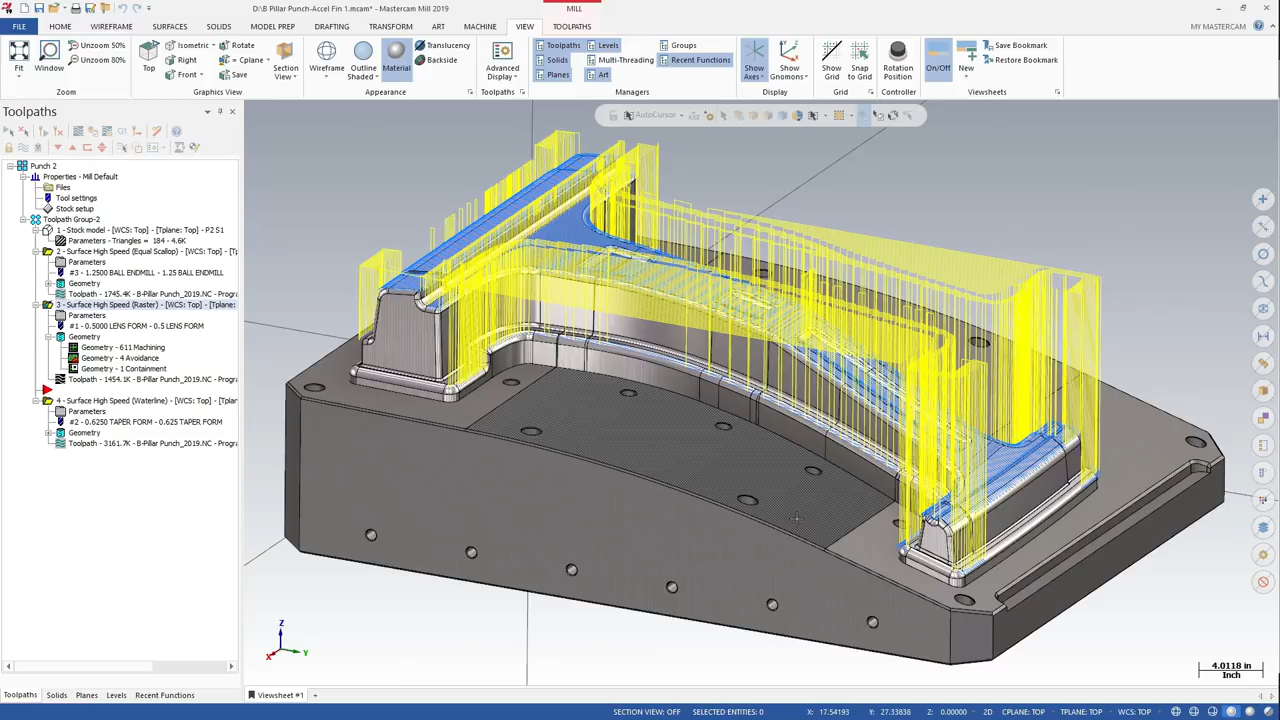 D:\B Pillar Punch-Accel Fin 1.mcam* - Mastercam Mill 2019
MILL
FILE HOME WIREFRAME SURFACES SOLIDS MODEL PREP DRAFTING TRANSFORM ART MACHINE VIEW TOOLPATHS MY MASTERCAM
Fit
Window
Unzoom 50%
Unzoom 80%
Zoom
Top
Isometric
Right
Front
Rotate
= Cplane
Save
Section View
Graphics View
Wireframe
Outline Shaded
Material
Translucency
Backside
Appearance
Advanced Display
Toolpaths
Toolpaths
Solids
Planes
Levels
Multi-Threading
Art
Groups
Recent Functions
Managers
Show Axes
Show Gnomons
Display
Show Grid
Snap to Grid
Grid
Rotation Position
Controller
On/Off
New
Save Bookmark
Restore Bookmark
Viewsheets
Toolpaths
AutoCursor
G1
Punch 2
Properties - Mill Default
Files
Tool settings
Stock setup
Toolpath Group-2
1 - Stock model - [WCS: Top] - [Tplane: Top] - P2 S1
Parameters - Triangles = 184 - 4.6K
2 - Surface High Speed (Equal Scallop) - [WCS: Top] - [T
Parameters
#3 - 1.2500 BALL ENDMILL - 1.25 BALL ENDMILL
Geometry
Toolpath - 1745.4K - B-Pillar Punch_2019.NC - Progra
3 - Surface High Speed (Raster) - [WCS: Top] - [Tplane:
Parameters
#1 - 0.5000 LENS FORM - 0.5 LENS FORM
Geometry
Geometry - 611 Machining
Geometry - 4 Avoidance
Geometry - 1 Containment
Toolpath - 1454.1K - B-Pillar Punch_2019.NC - Progra
4 - Surface High Speed (Waterline) - [WCS: Top] - [Tplar
Parameters
#2 - 0.6250 TAPER FORM - 0.625 TAPER FORM
Geometry
Toolpath - 3161.7K - B-Pillar Punch_2019.NC - Progra
Z
X
Y
4.0118 in
Inch
Toolpaths Solids Planes Levels Recent Functions
Viewsheet #1 +
SECTION VIEW: OFF SELECTED ENTITIES: 0 X: 17.54193 Y: 27.33838 Z: 0.00000 2D CPLANE: TOP TPLANE: TOP WCS: TOP